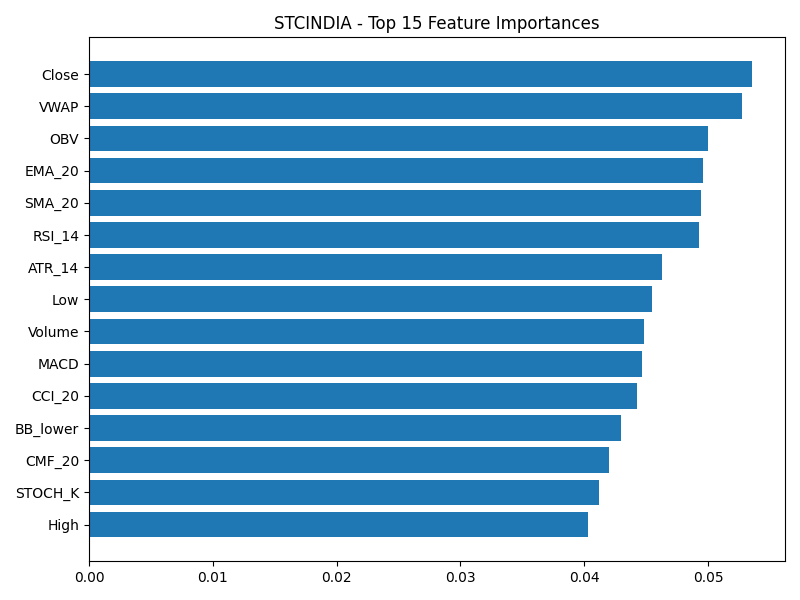 STCINDIA - Top 15 Feature Importances
Close
VWAP
OBV
EMA_20
SMA_20
RSI_14
ATR_14
Low
Volume
MACD
CCI_20
BB_lower
CMF_20
STOCH_K
High
0.00 0.01 0.02 0.03 0.04 0.05